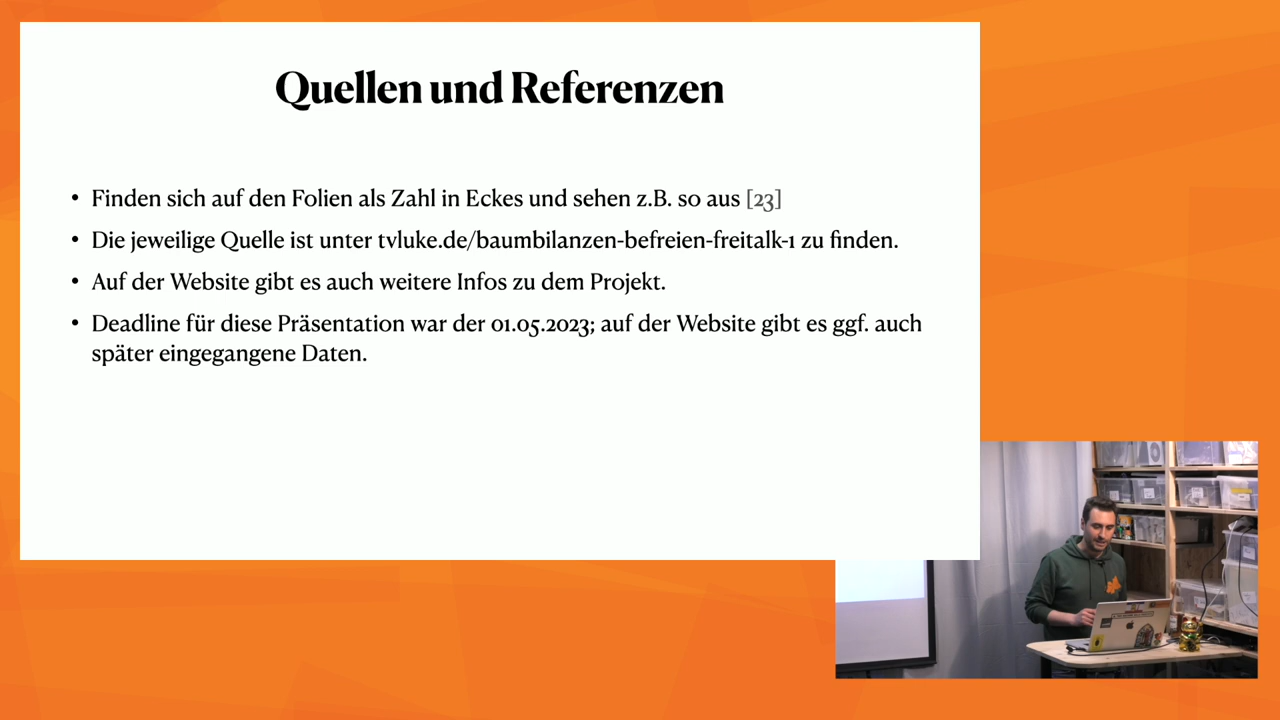 Quellen und Referenzen
• Finden sich auf den Folien als Zahl in Eckes und sehen z.B. so aus [23]
• Die jeweilige Quelle ist unter tvluke.de/baumbilanzen-befreien-freitalk-1 zu finden.
• Auf der Website gibt es auch weitere Infos zu dem Projekt.
• Deadline für diese Präsentation war der 01.05.2023; auf der Website gibt es ggf. auch
später eingegangene Daten.